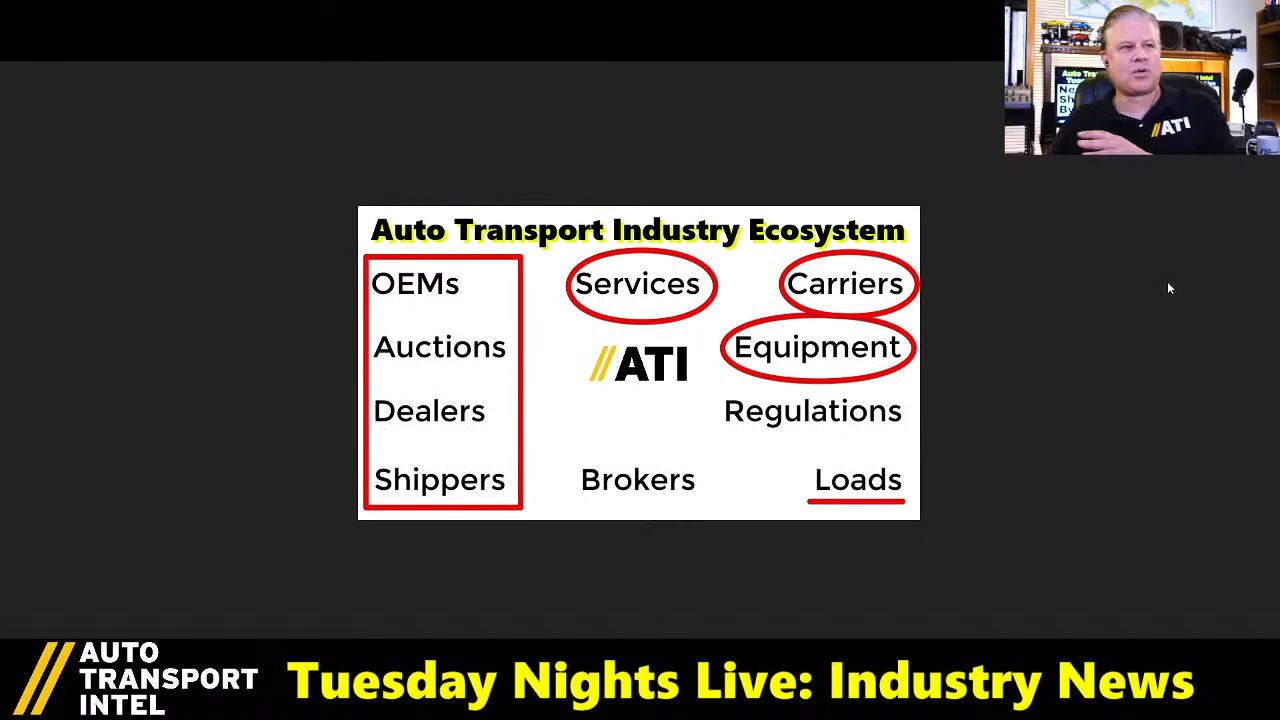 Auto Transport Industry Ecosystem
OEMs
Services
Carriers
Auctions
//ATI
Equipment
Dealers
Regulations
Shippers
Brokers
Loads
//ATI
AUTO
TRANSPORT
INTEL
Tuesday Nights Live: Industry News